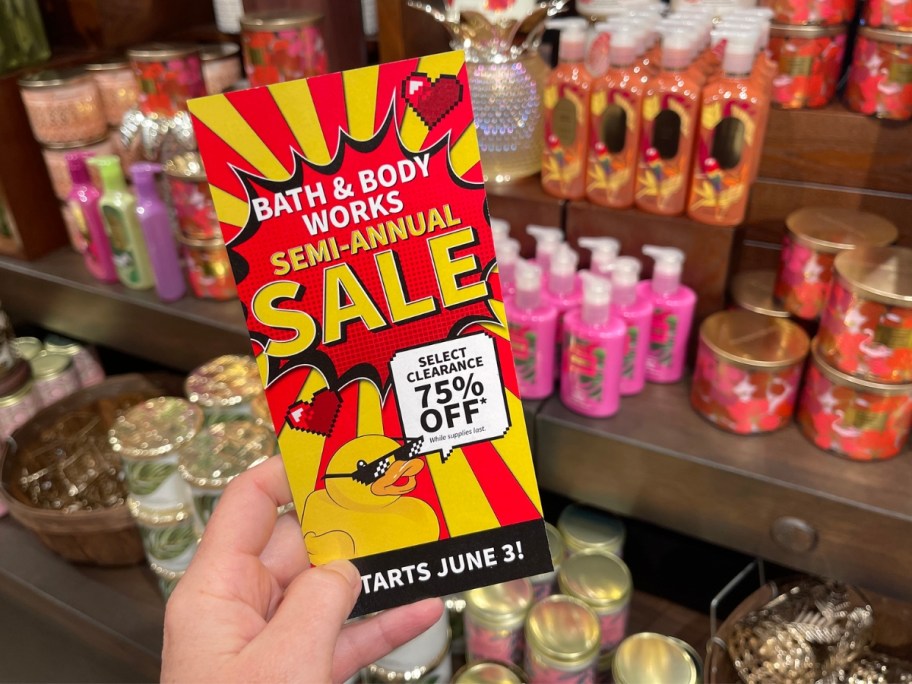 BATH & BODY
WORKS
SEMI-ANNUAL
SALE
SELECT
CLEARANCE
75%
OFF*
While supplies last.
TARTS JUNE 3!